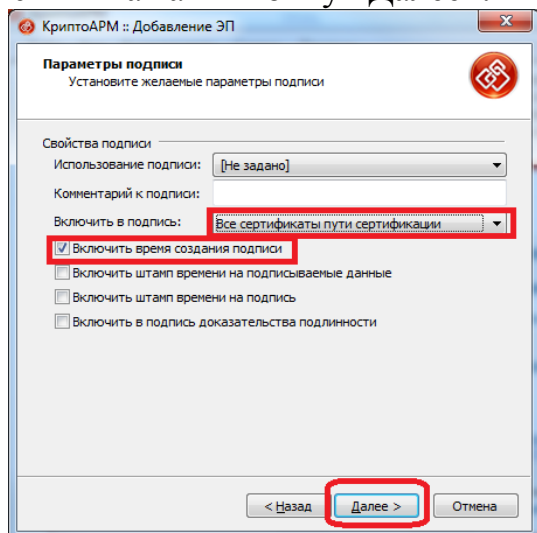 КриптоАРМ :: Добавление ЭП
Параметры подписи
Установите желаемые параметры подписи
Свойства подписи
Использование подписи: [Не задано]
Комментарий к подписи:
Включить в подпись: Все сертификаты пути сертификации
Включить время создания подписи
Включить штамп времени на подписываемые данные
Включить штамп времени на подпись
Включить в подпись доказательства подлинности
< Назад Далее > Отмена